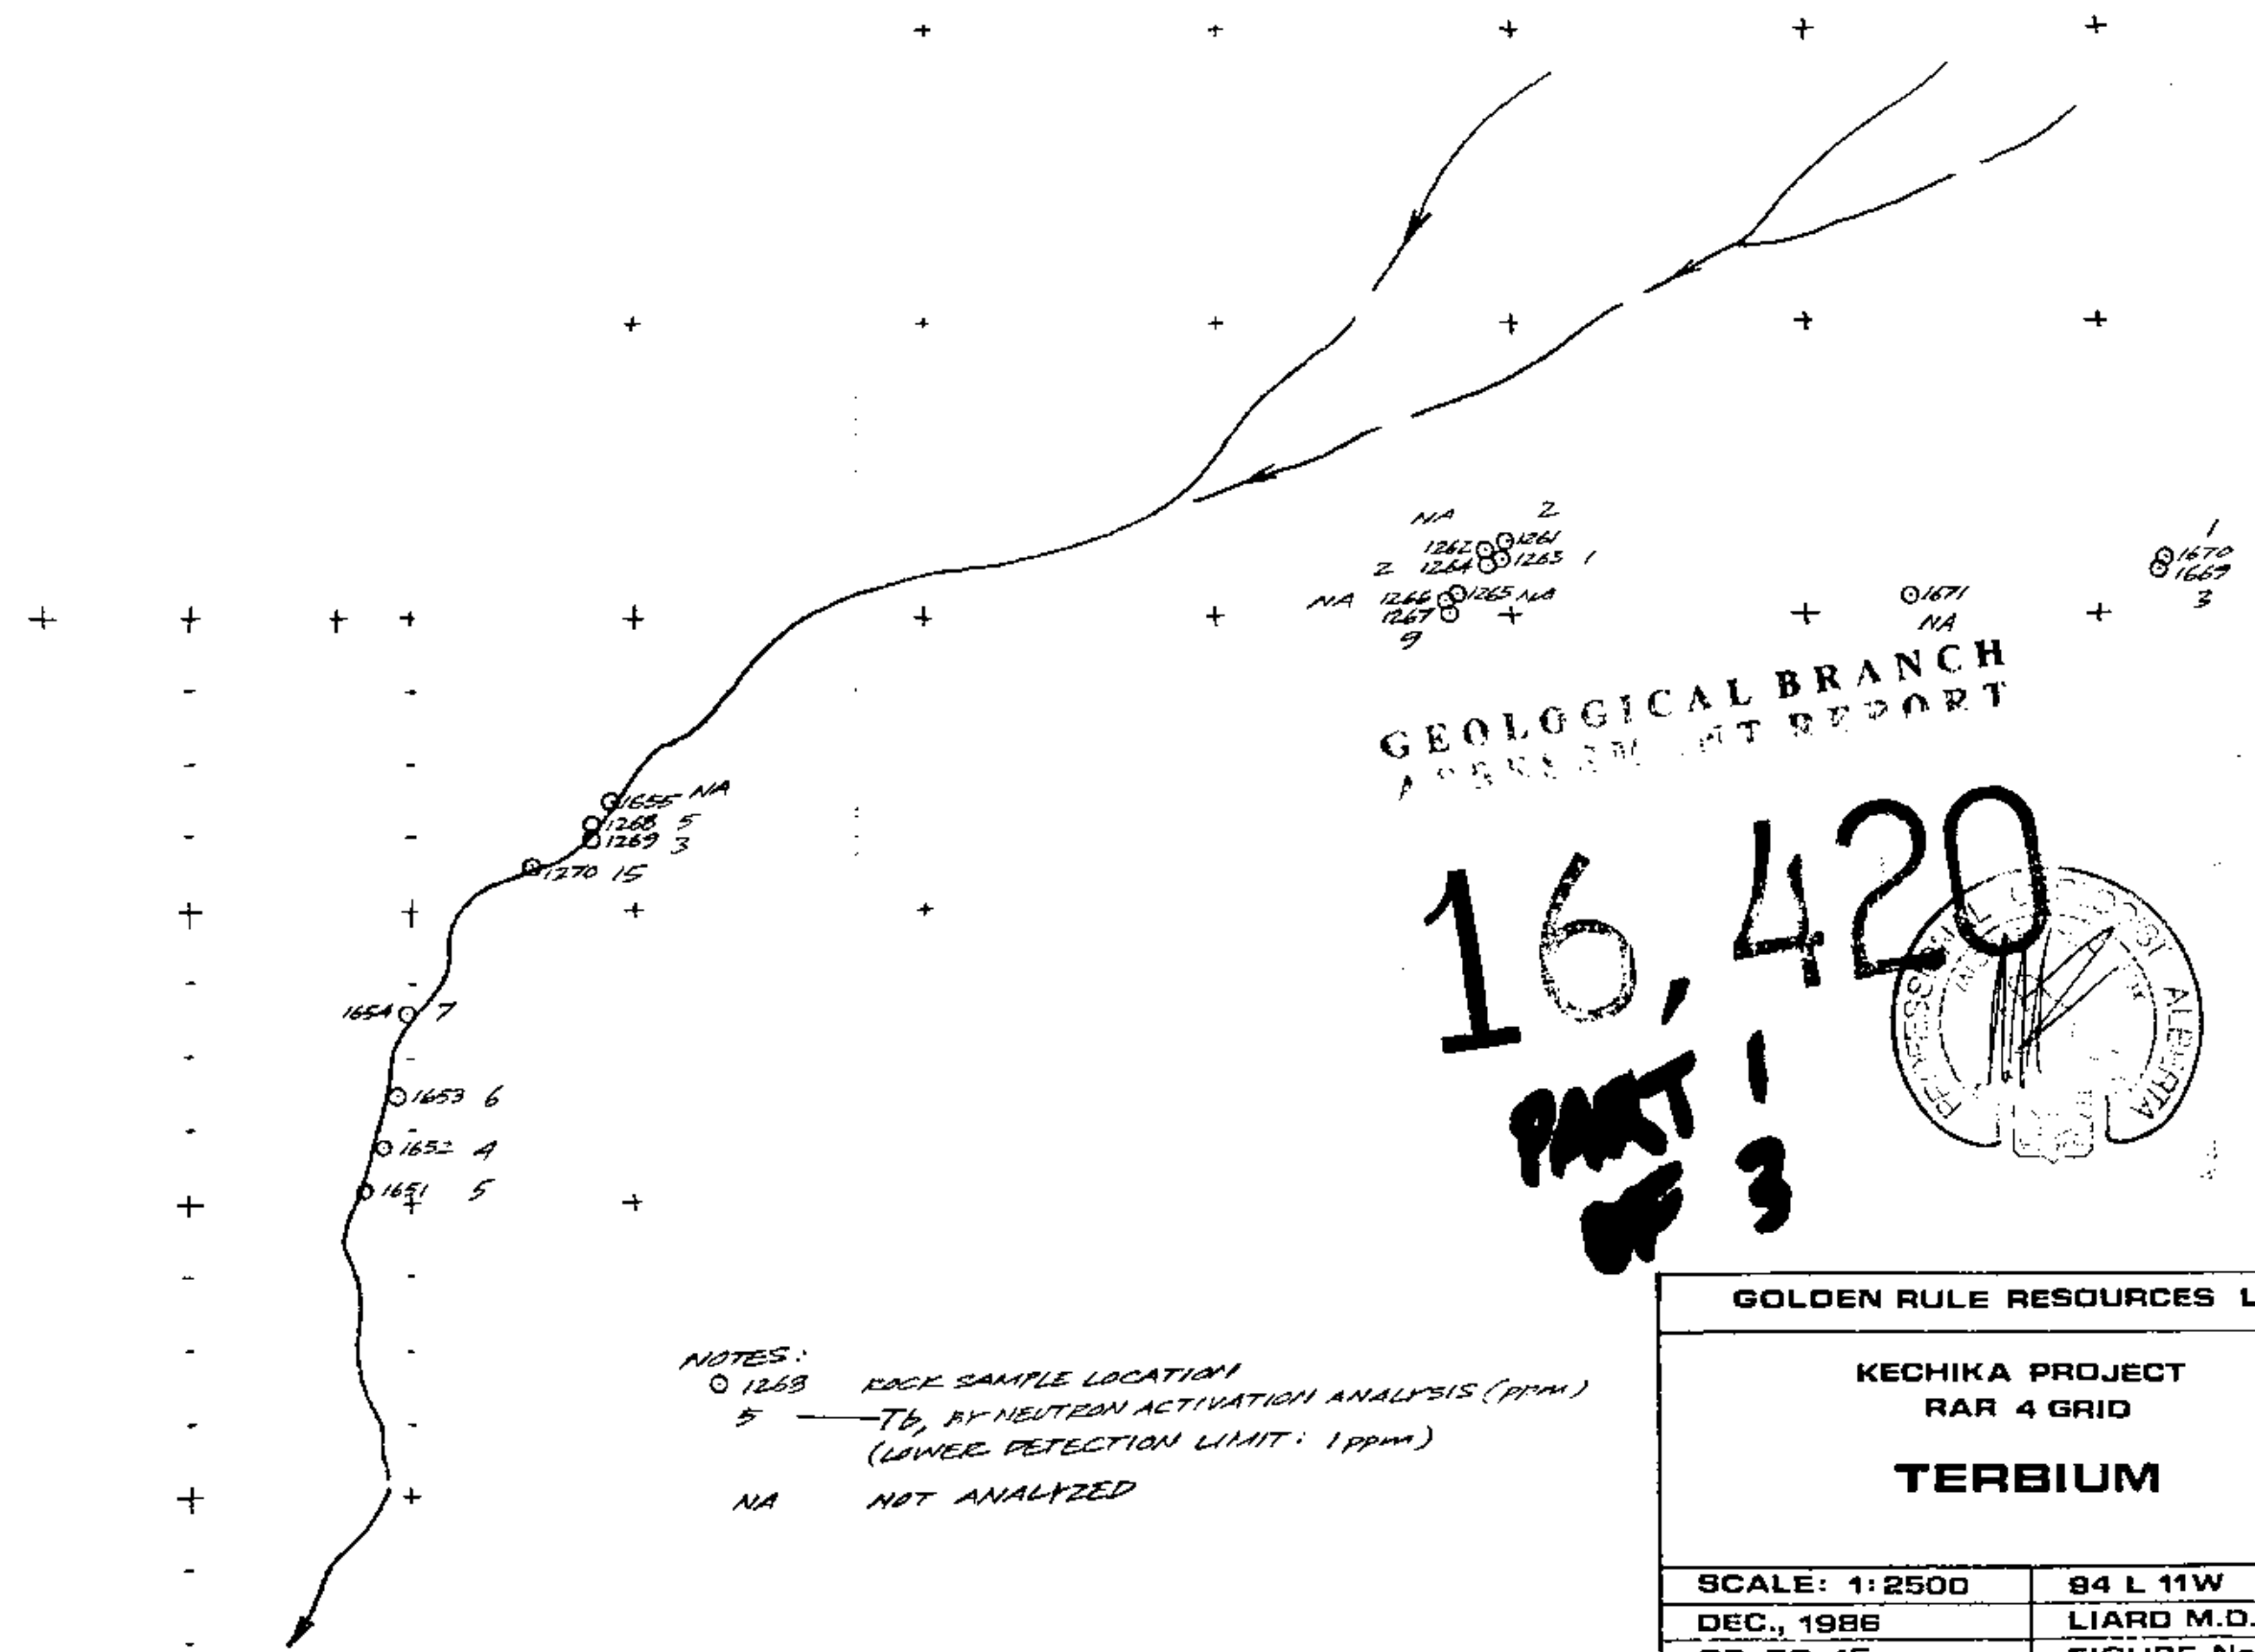 NA 2
1262 1261
2 1264 1263 1
NA 1266 1265 NA
1267
9
1
1670
1669
3
1671
NA
GEOLOGICAL BRANCH
REPORT
16,420
PART 1
OF 3
ALBERTA
1655 NA
1268 5
1269 3
1270 15
1654 7
1653 6
1652 4
1651 5
NOTES:
1268 ROCK SAMPLE LOCATION
5 — Tb, BY NEUTRON ACTIVATION ANALYSIS (ppm)
(LOWER DETECTION LIMIT: 1 ppm)
NA NOT ANALYZED
GOLDEN RULE RESOURCES L
KECHIKA PROJECT
RAR 4 GRID
TERBIUM
SCALE: 1:2500 94 L 11W
DEC., 1986 LIARD M.D.